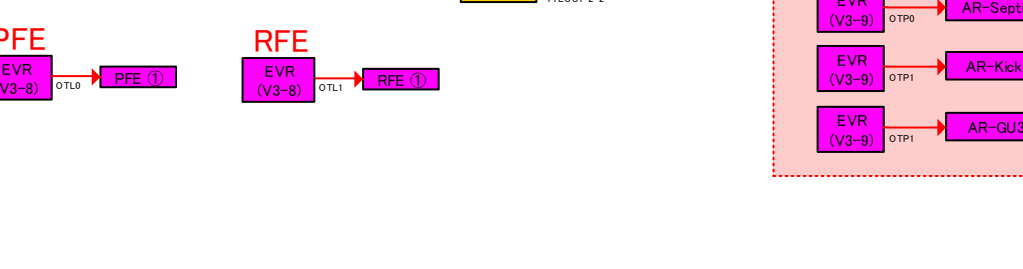 EVR
(V3-9)
OTP0
AR-Sept
PFE
EVR
V3-8)
OTL0
PFE ①
RFE
EVR
(V3-8)
OTL1
RFE ①
EVR
(V3-9)
OTP1
AR-Kick
EVR
(V3-9)
OTP1
AR-GU3